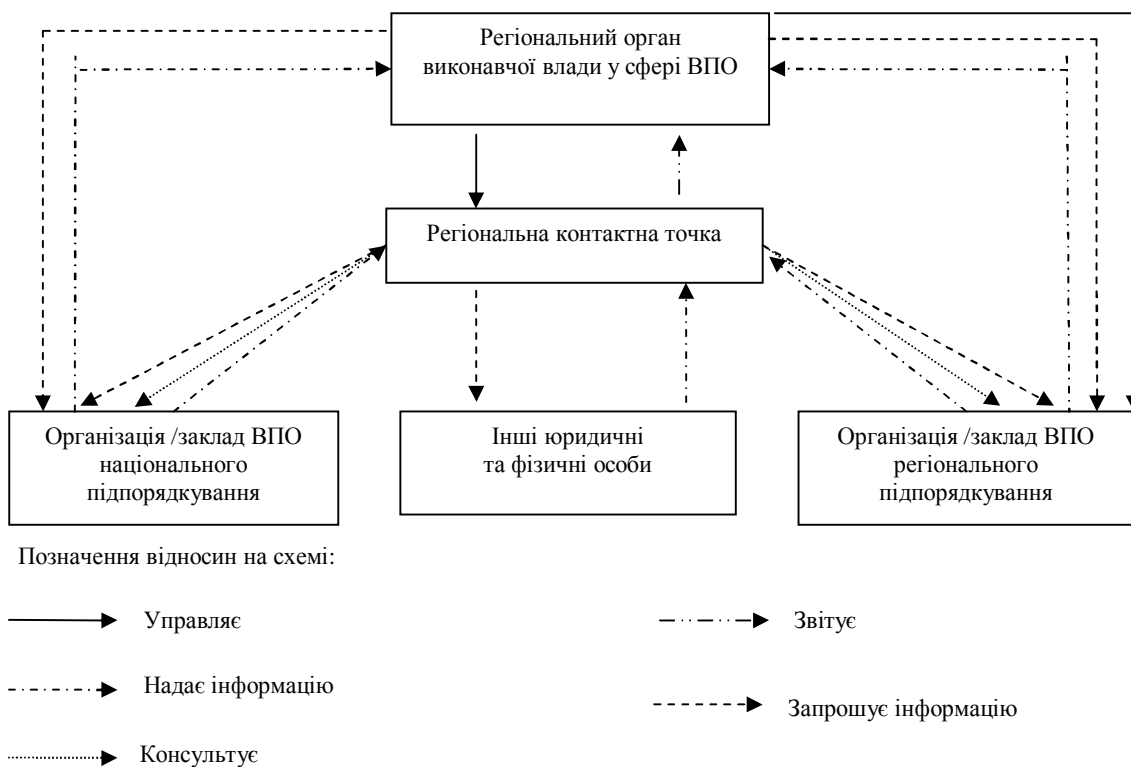 Регіональний орган
виконавчої влади у сфері ВПО
Регіональна контактна точка
Організація /заклад ВПО
національного
підпорядкування
Інші юридичні
та фізичні особи
Організація /заклад ВПО
регіонального
підпорядкування
Позначення відносин на схемі:
Управляє
Звітує
Надає інформацію
Запрошує інформацію
Консультує